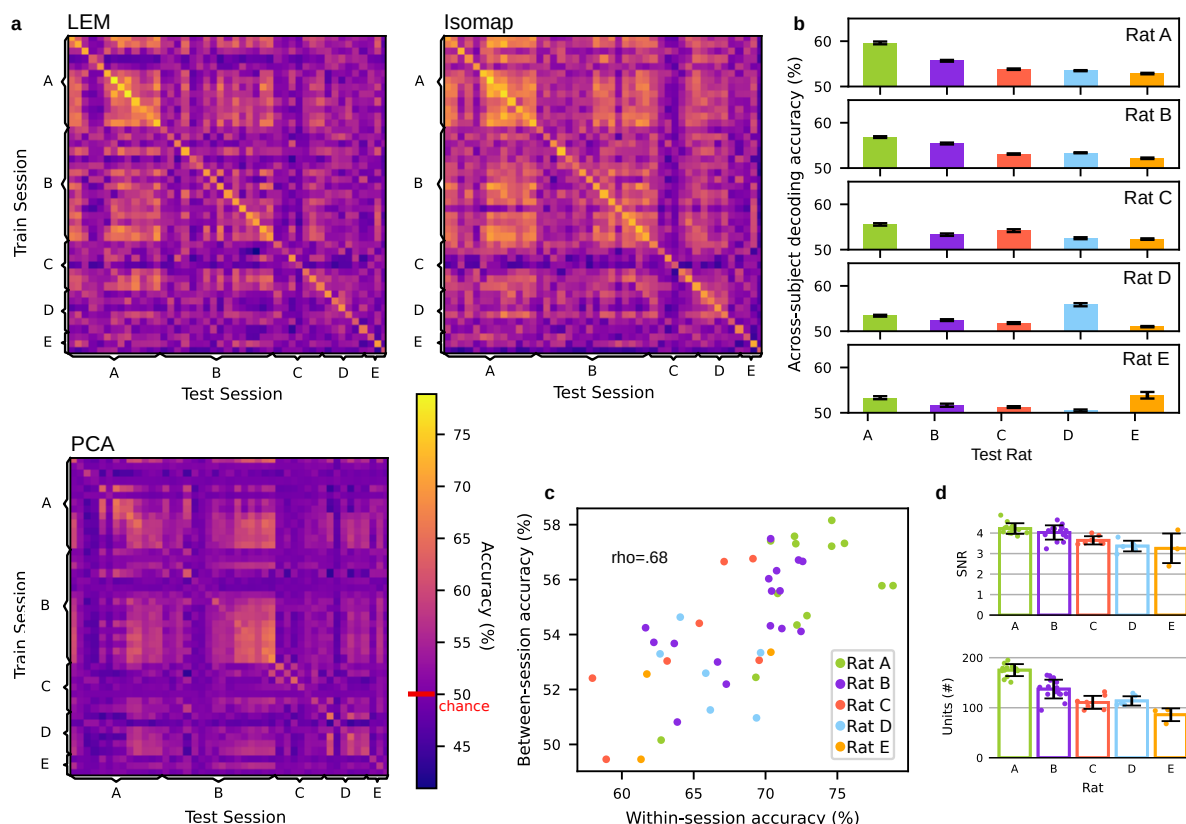 a
LEM
Isomap
Train Session
A
B
C
D
E
A
B
C
D
E
Test Session
A
B
C
D
E
A
B
C
D
E
Test Session
PCA
Train Session
A
B
C
D
E
A
B
C
D
E
Test Session
75
70
65
60
55
50
45
chance
Accuracy (%)
b
Across-subject decoding accuracy (%)
60
50
Rat A
60
50
Rat B
60
50
Rat C
60
50
Rat D
60
50
Rat E
A
B
C
D
E
Test Rat
c
Between-session accuracy (%)
58
56
54
52
50
rho=.68
Rat A
Rat B
Rat C
Rat D
Rat E
60
65
70
75
Within-session accuracy (%)
d
SNR
4
3
2
1
0
A
B
C
D
E
Units (#)
200
100
0
A
B
C
D
E
Rat